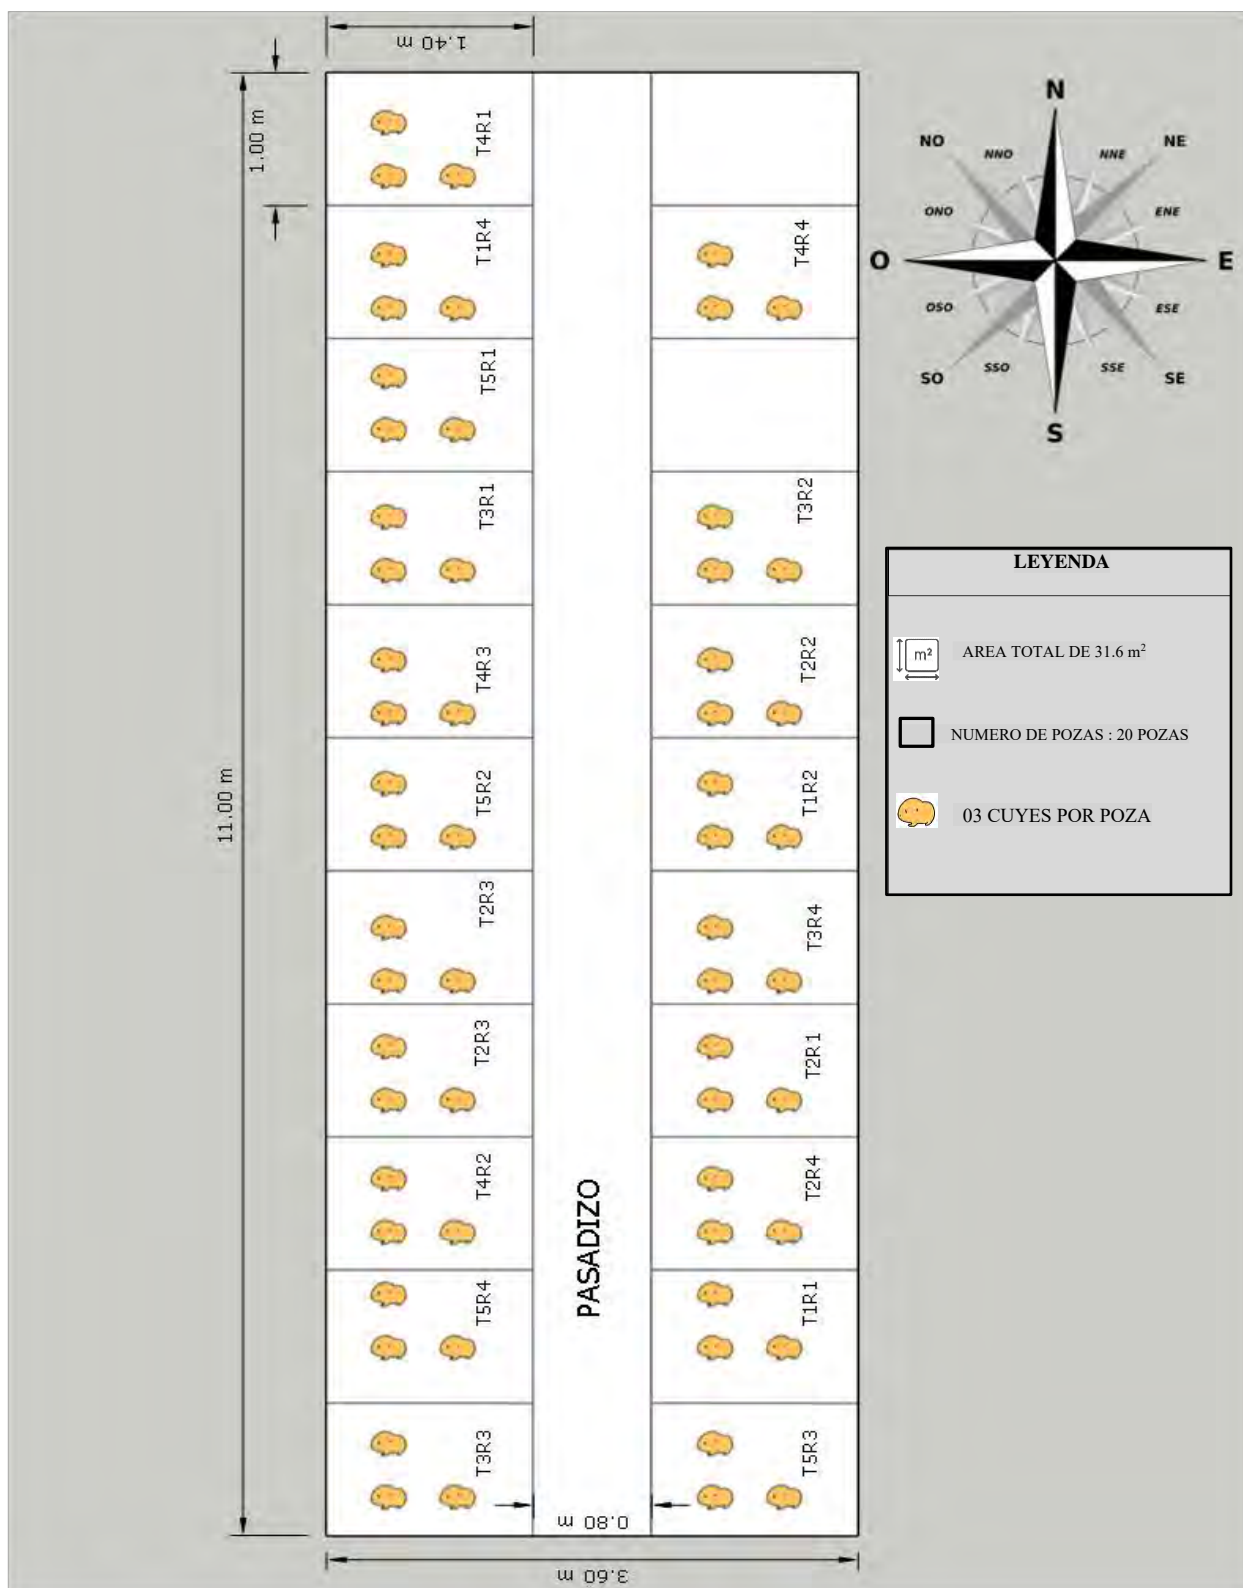 1.40 m
1.00 m
11.00 m
T4R1
T1R4
T4R4
T5R1
T3R1
T3R2
T4R3
T2R2
T5R2
T1R2
T2R3
T3R4
T2R3
T2R1
T4R2
T2R4
T5R4
T1R1
T3R3
T5R3
PASADIZO
0.80 m
3.60 m
N
NNO
NNE
NO
NE
ONO
ENE
O
E
OSO
ESE
SO
SE
SSO
SSE
S
LEYENDA
m²
AREA TOTAL DE 31.6 m²
NUMERO DE POZAS : 20 POZAS
03 CUYES POR POZA